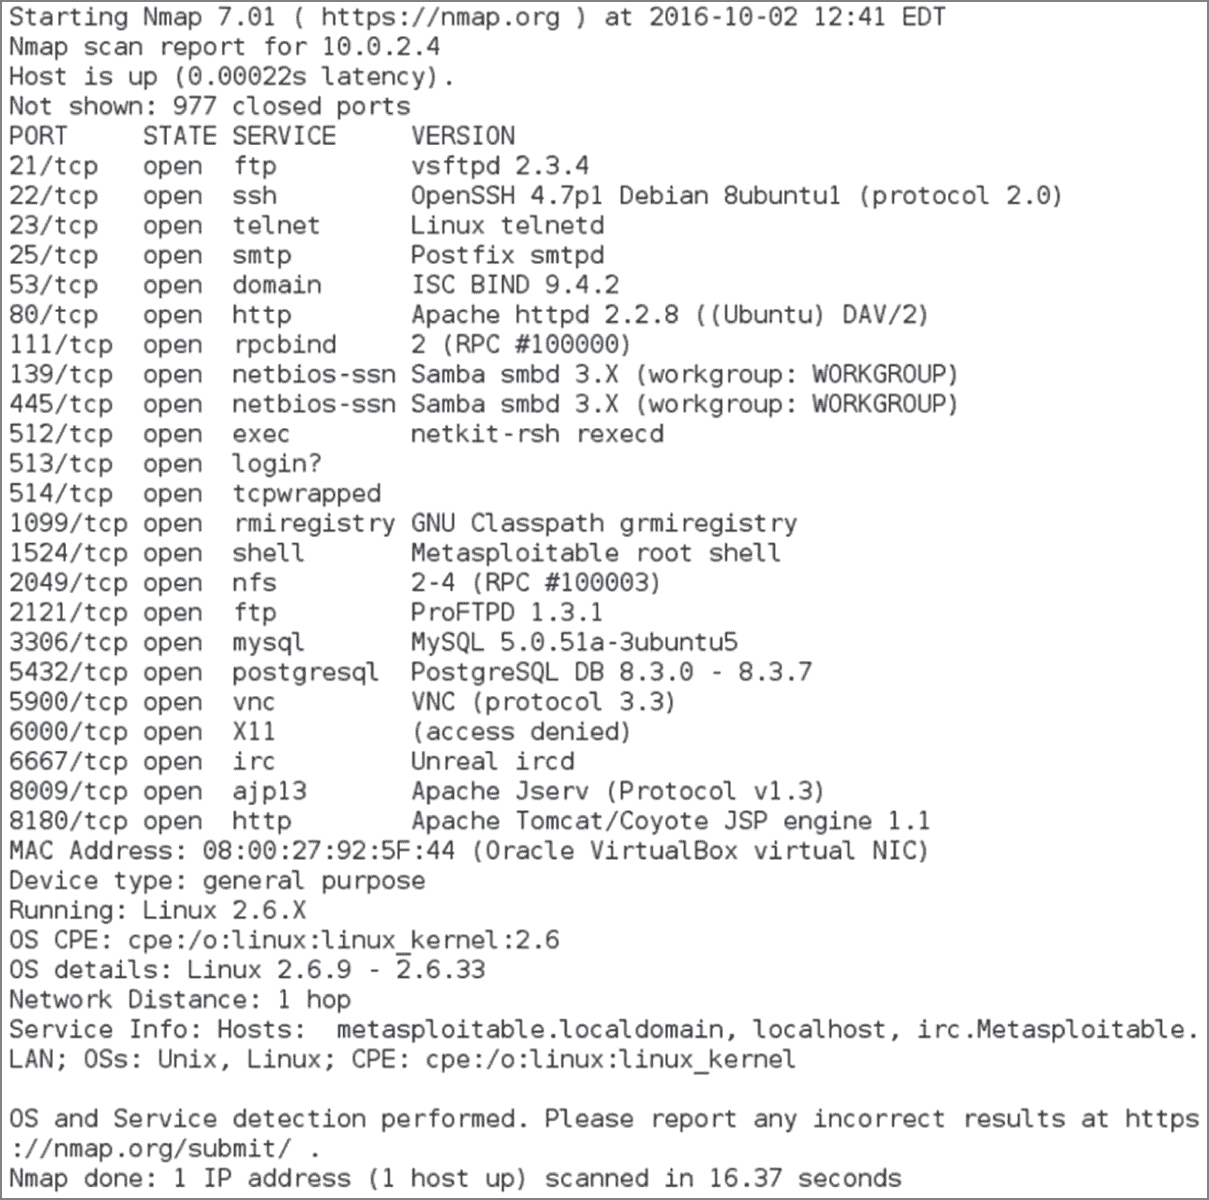 Starting Nmap 7.01 ( https://nmap.org ) at 2016-10-02 12:41 EDT
Nmap scan report for 10.0.2.4
Host is up (0.00022s latency).
Not shown: 977 closed ports
PORT     STATE SERVICE     VERSION
21/tcp   open  ftp         vsftpd 2.3.4
22/tcp   open  ssh         OpenSSH 4.7p1 Debian 8ubuntu1 (protocol 2.0)
23/tcp   open  telnet      Linux telnetd
25/tcp   open  smtp        Postfix smtpd
53/tcp   open  domain      ISC BIND 9.4.2
80/tcp   open  http        Apache httpd 2.2.8 ((Ubuntu) DAV/2)
111/tcp  open  rpcbind     2 (RPC #100000)
139/tcp  open  netbios-ssn Samba smbd 3.X (workgroup: WORKGROUP)
445/tcp  open  netbios-ssn Samba smbd 3.X (workgroup: WORKGROUP)
512/tcp  open  exec        netkit-rsh rexecd
513/tcp  open  login?
514/tcp  open  tcpwrapped
1099/tcp open  rmiregistry GNU Classpath grmiregistry
1524/tcp open  shell       Metasploitable root shell
2049/tcp open  nfs         2-4 (RPC #100003)
2121/tcp open  ftp         ProFTPD 1.3.1
3306/tcp open  mysql       MySQL 5.0.51a-3ubuntu5
5432/tcp open  postgresql  PostgreSQL DB 8.3.0 - 8.3.7
5900/tcp open  vnc         VNC (protocol 3.3)
6000/tcp open  X11         (access denied)
6667/tcp open  irc         Unreal ircd
8009/tcp open  ajp13       Apache Jserv (Protocol v1.3)
8180/tcp open  http        Apache Tomcat/Coyote JSP engine 1.1
MAC Address: 08:00:27:92:5F:44 (Oracle VirtualBox virtual NIC)
Device type: general purpose
Running: Linux 2.6.X
OS CPE: cpe:/o:linux:linux_kernel:2.6
OS details: Linux 2.6.9 - 2.6.33
Network Distance: 1 hop
Service Info: Hosts:  metasploitable.localdomain, localhost, irc.Metasploitable.
LAN; OSs: Unix, Linux; CPE: cpe:/o:linux:linux_kernel

OS and Service detection performed. Please report any incorrect results at https
://nmap.org/submit/ .
Nmap done: 1 IP address (1 host up) scanned in 16.37 seconds